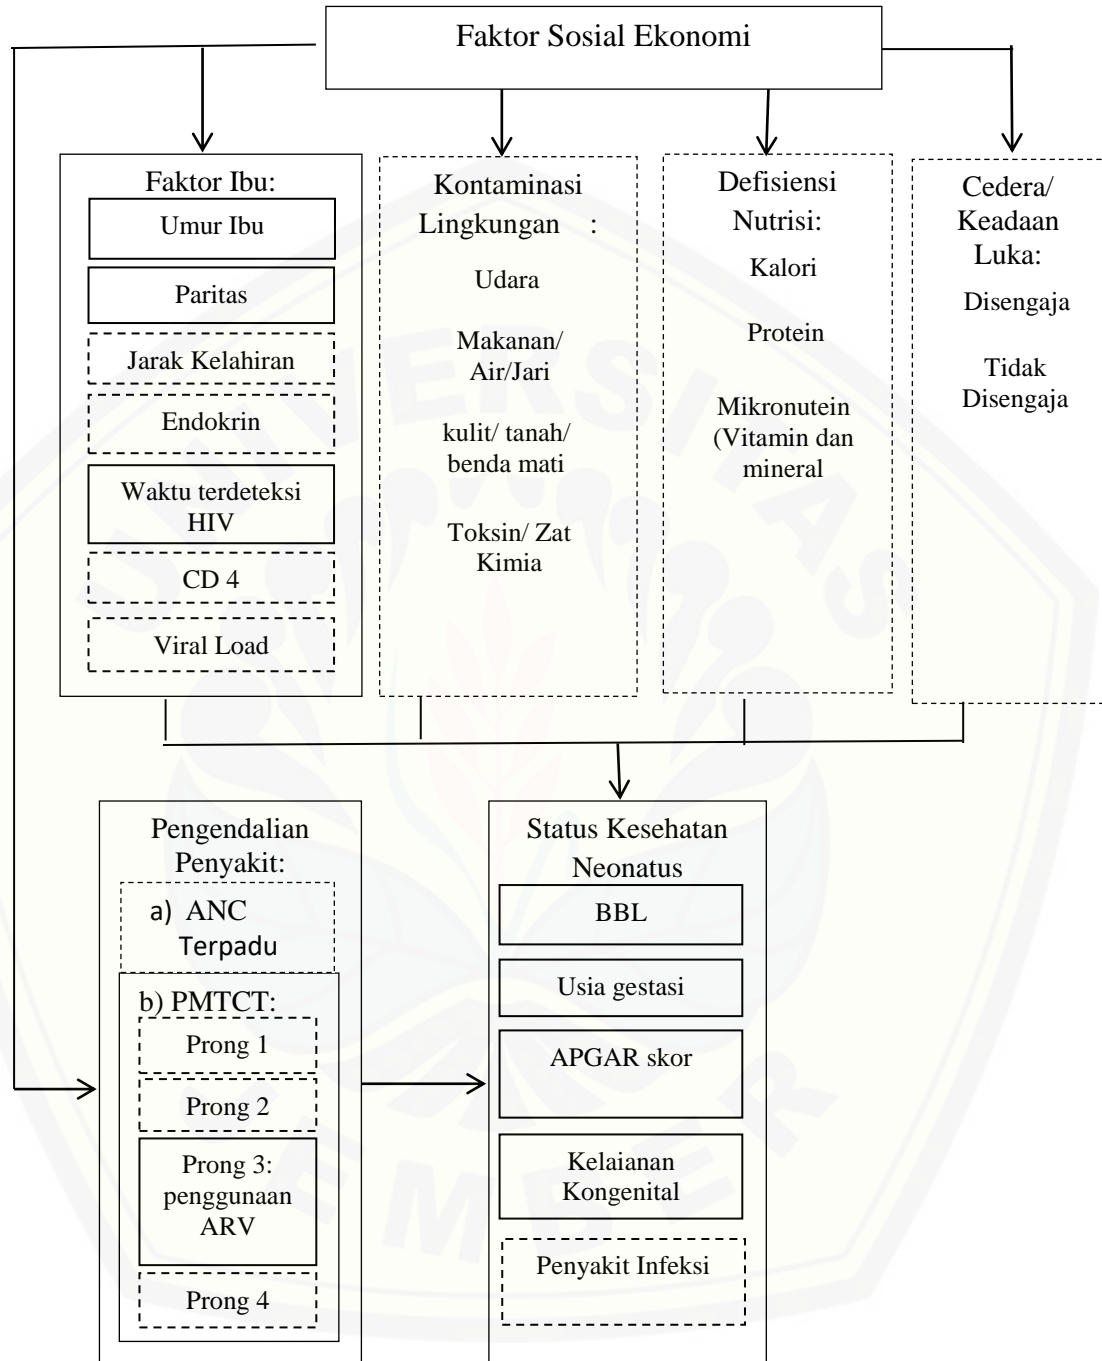 Faktor Sosial Ekonomi
Faktor Ibu:
Umur Ibu
Paritas
Jarak Kelahiran
Endokrin
Waktu terdeteksi
HIV
CD 4
Viral Load
Kontaminasi
Lingkungan :
Udara
Makanan/
Air/Jari
kulit/ tanah/
benda mati
Toksin/ Zat
Kimia
Defisiensi
Nutrisi:
Kalori
Protein
Mikronutein
(Vitamin dan
mineral
Cedera/
Keadaan
Luka:
Disengaja
Tidak
Disengaja
Pengendalian
Penyakit:
a) ANC
Terpadu
b) PMTCT:
Prong 1
Prong 2
Prong 3:
penggunaan
ARV
Prong 4
Status Kesehatan
Neonatus
BBL
Usia gestasi
APGAR skor
Kelaianan
Kongenital
Penyakit Infeksi
UNIVERSITAS
JEMBER